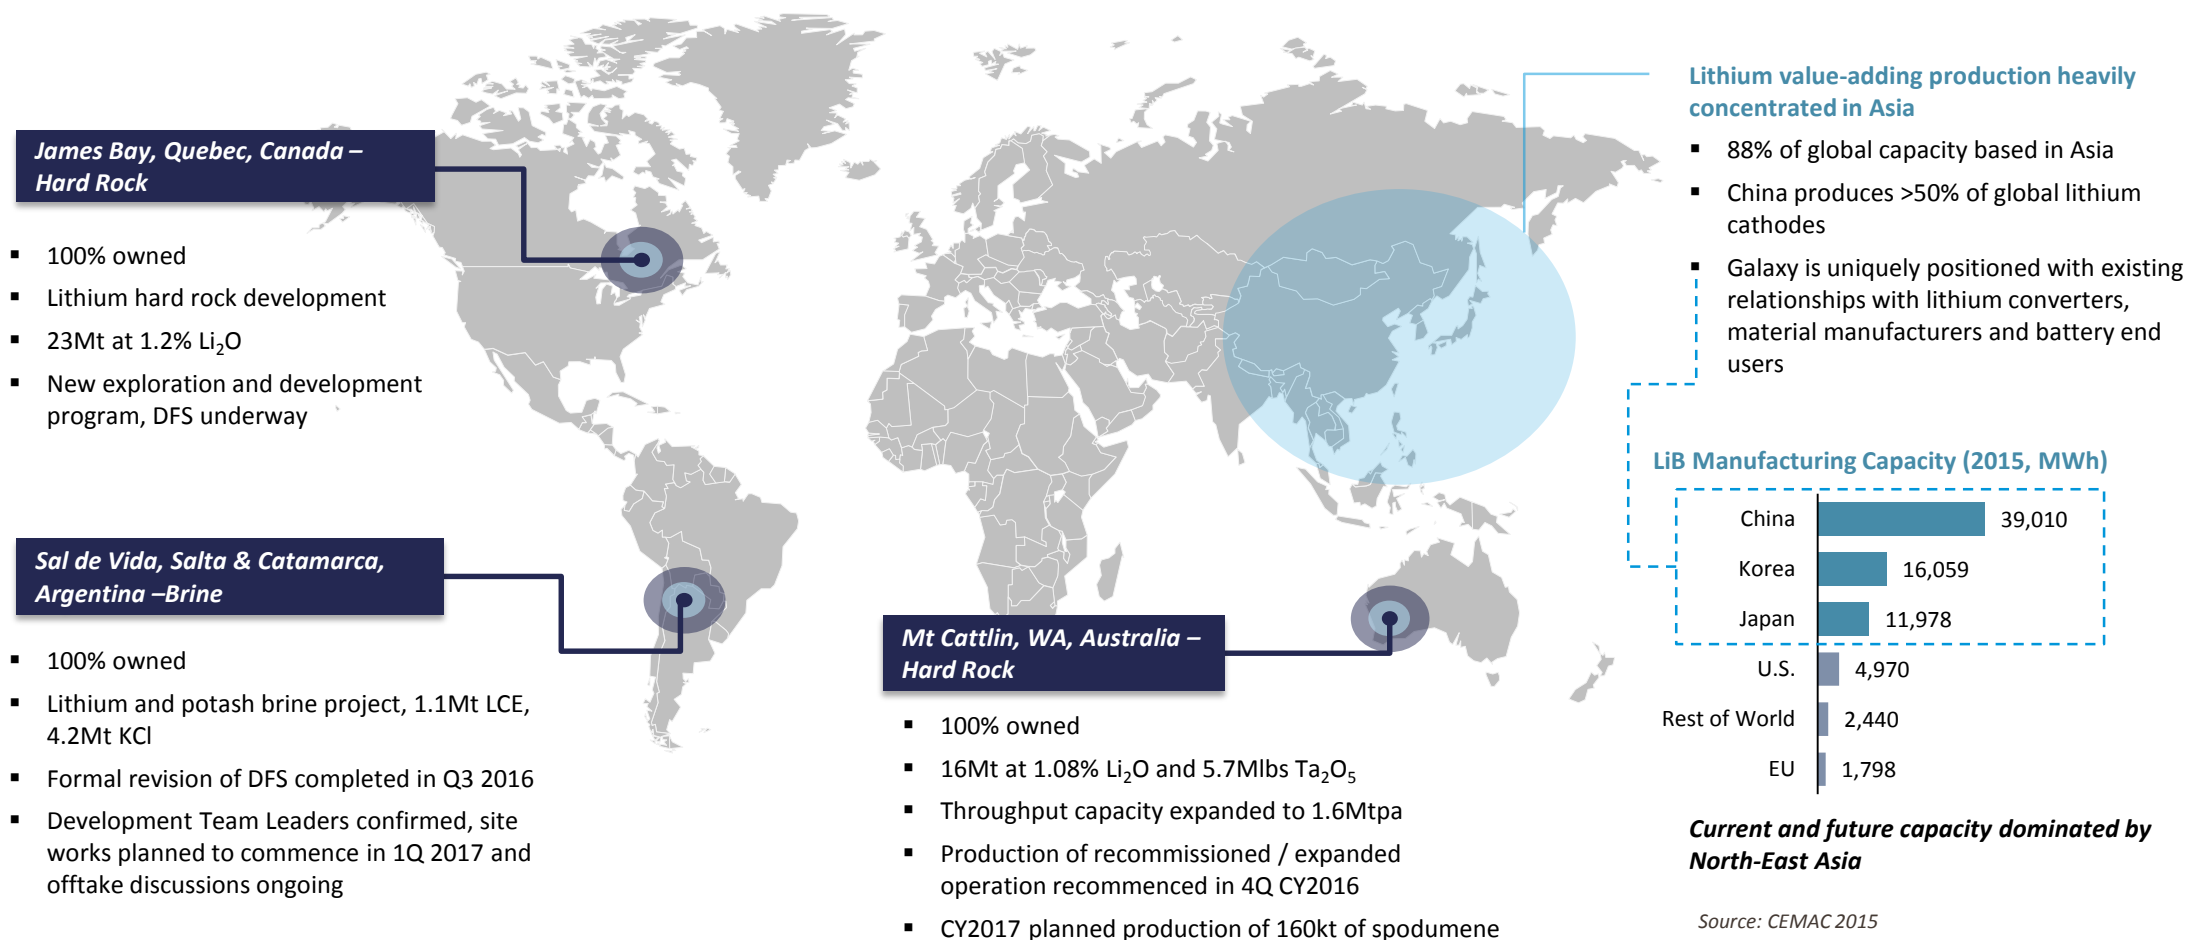 James Bay, Quebec, Canada –
Hard Rock
▪ 100% owned
▪ Lithium hard rock development
▪ 23Mt at 1.2% Li₂O
▪ New exploration and development
program, DFS underway
Sal de Vida, Salta & Catamarca,
Argentina –Brine
▪ 100% owned
▪ Lithium and potash brine project, 1.1Mt LCE,
4.2Mt KCl
▪ Formal revision of DFS completed in Q3 2016
▪ Development Team Leaders confirmed, site
works planned to commence in 1Q 2017 and
offtake discussions ongoing
Mt Cattlin, WA, Australia –
Hard Rock
▪ 100% owned
▪ 16Mt at 1.08% Li₂O and 5.7Mlbs Ta₂O₅
▪ Throughput capacity expanded to 1.6Mtpa
▪ Production of recommissioned / expanded
operation recommenced in 4Q CY2016
▪ CY2017 planned production of 160kt of spodumene
Lithium value-adding production heavily
concentrated in Asia
▪ 88% of global capacity based in Asia
▪ China produces >50% of global lithium
cathodes
▪ Galaxy is uniquely positioned with existing
relationships with lithium converters,
material manufacturers and battery end
users
LiB Manufacturing Capacity (2015, MWh)
China 39,010
Korea 16,059
Japan 11,978
U.S. 4,970
Rest of World 2,440
EU 1,798
Current and future capacity dominated by
North-East Asia
Source: CEMAC 2015